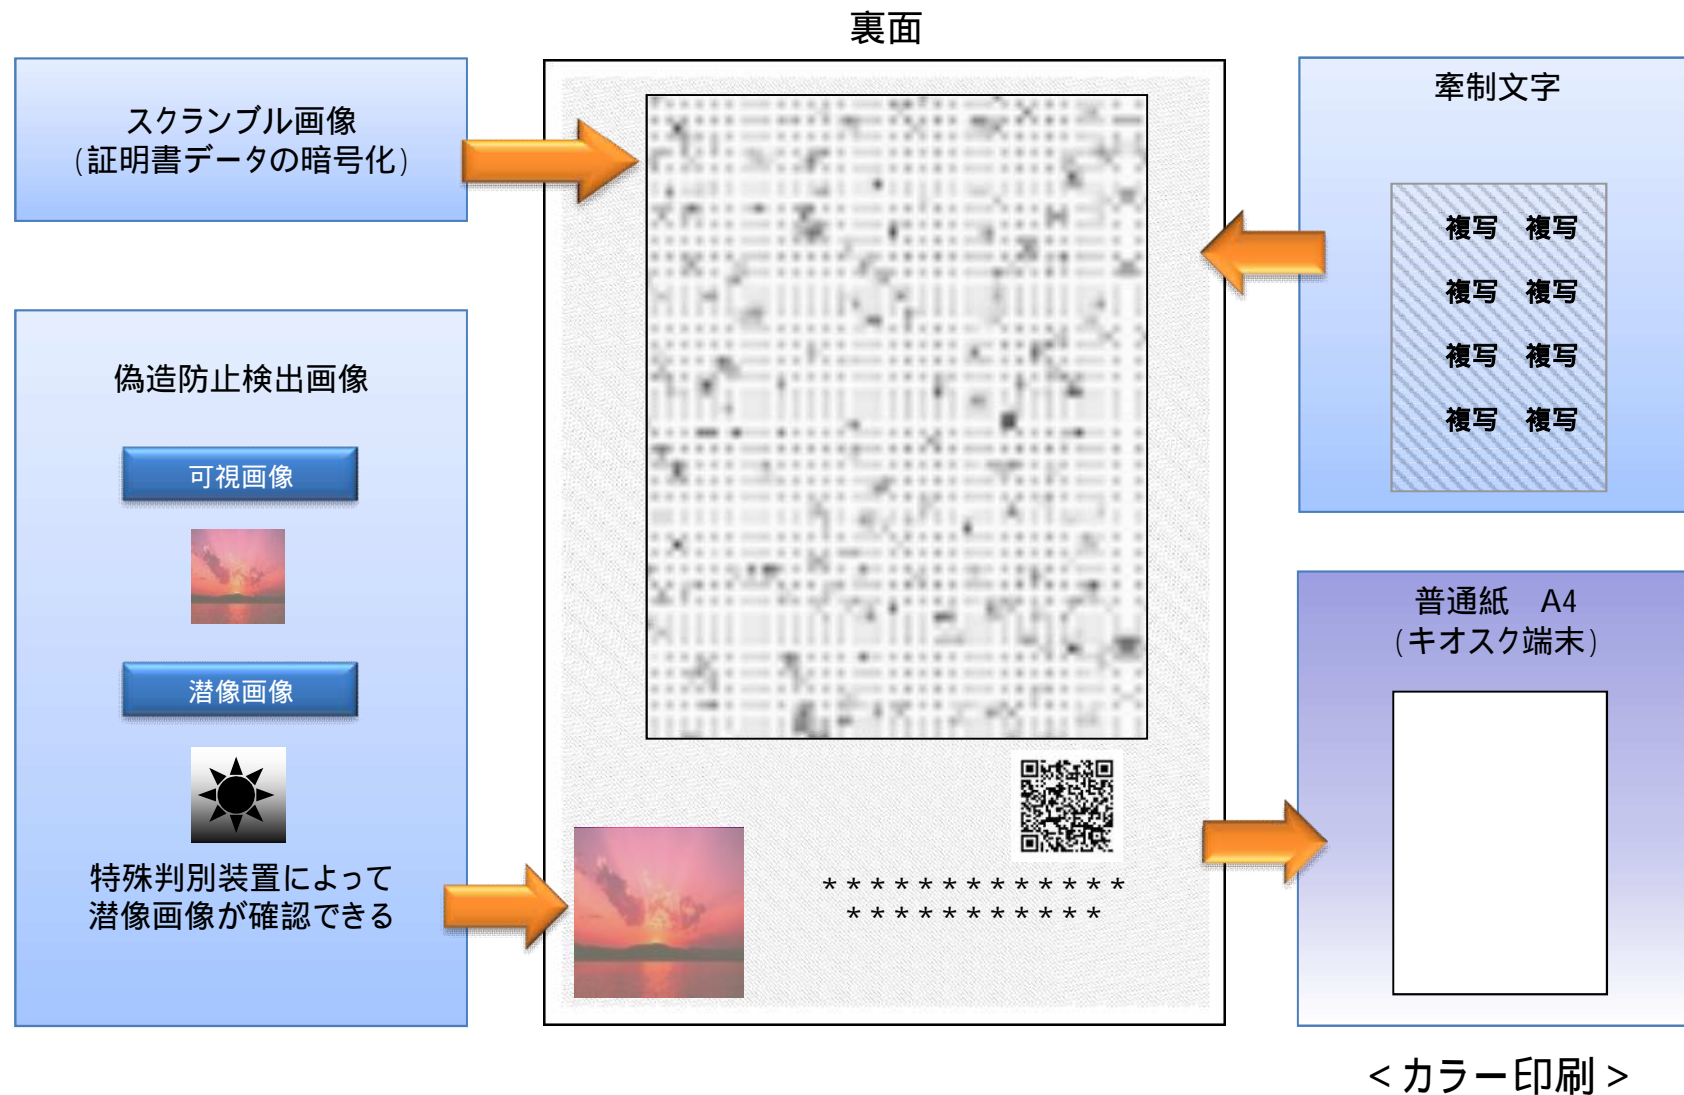 裏面
スクランブル画像
(証明書データの暗号化)
偽造防止検出画像
可視画像
潜像画像
特殊判別装置によって
潜像画像が確認できる
* * * * * * * * * * * * *
* * * * * * * * * * *
牽制文字
複写 複写
複写 複写
複写 複写
複写 複写
普通紙 A4
(キオスク端末)
<カラー印刷>